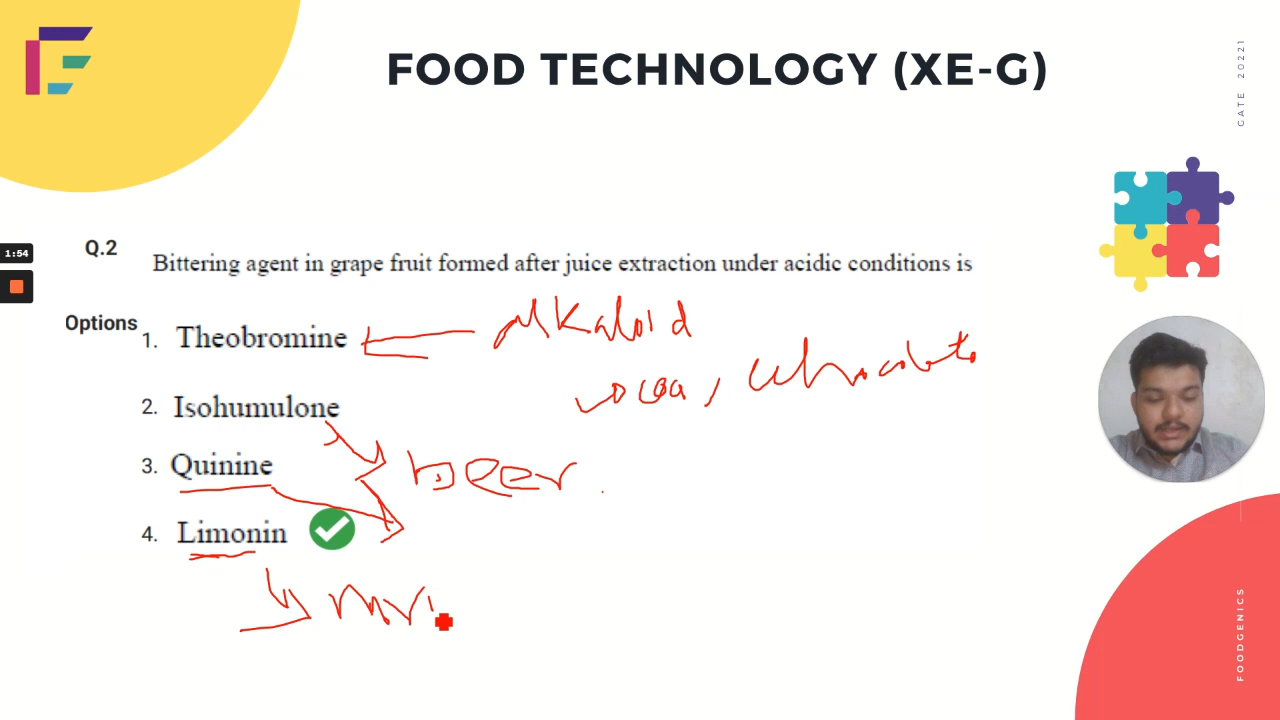 FOOD TECHNOLOGY (XE-G)
GATE 20221
1:54
Q.2 Bittering agent in grape fruit formed after juice extraction under acidic conditions is
Options
1. Theobromine
Alkaloid
cocoa, chocolate
2. Isohumulone
beer
3. Quinine
4. Limonin
FOODGENICS